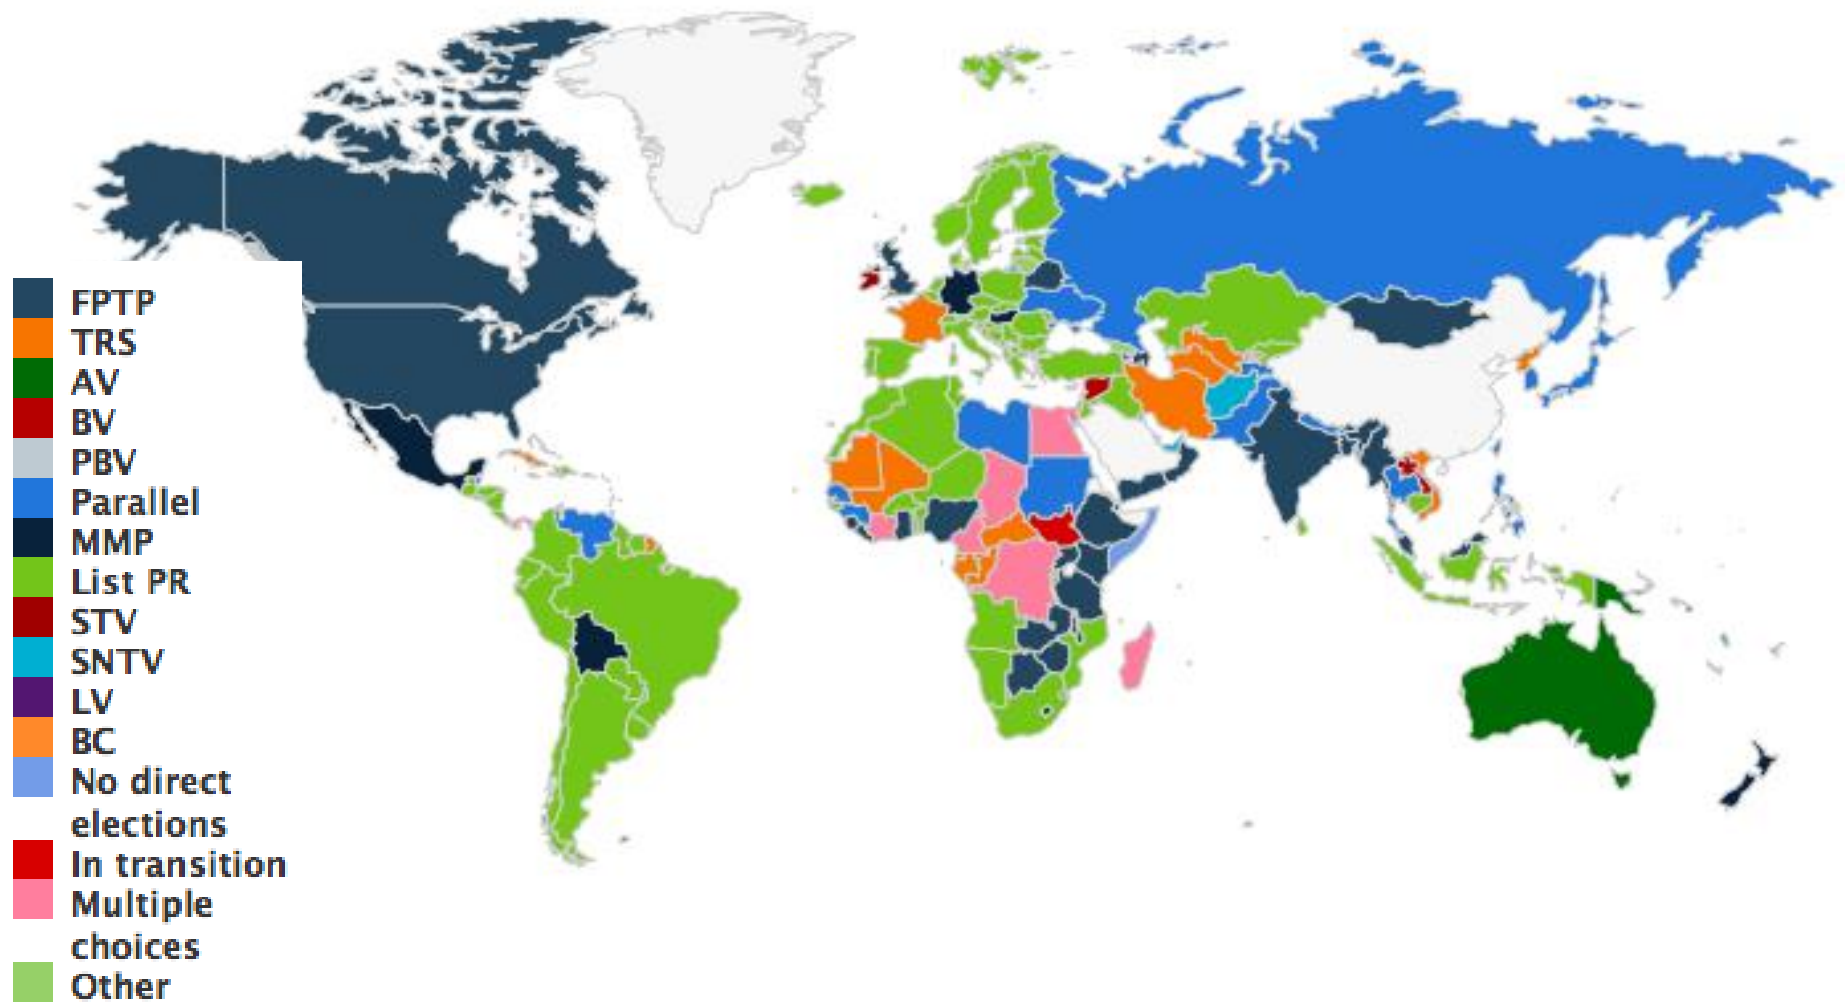 FPTP
TRS
AV
BV
PBV
Parallel
MMP
List PR
STV
SNTV
LV
BC
No direct
elections
In transition
Multiple
choices
Other